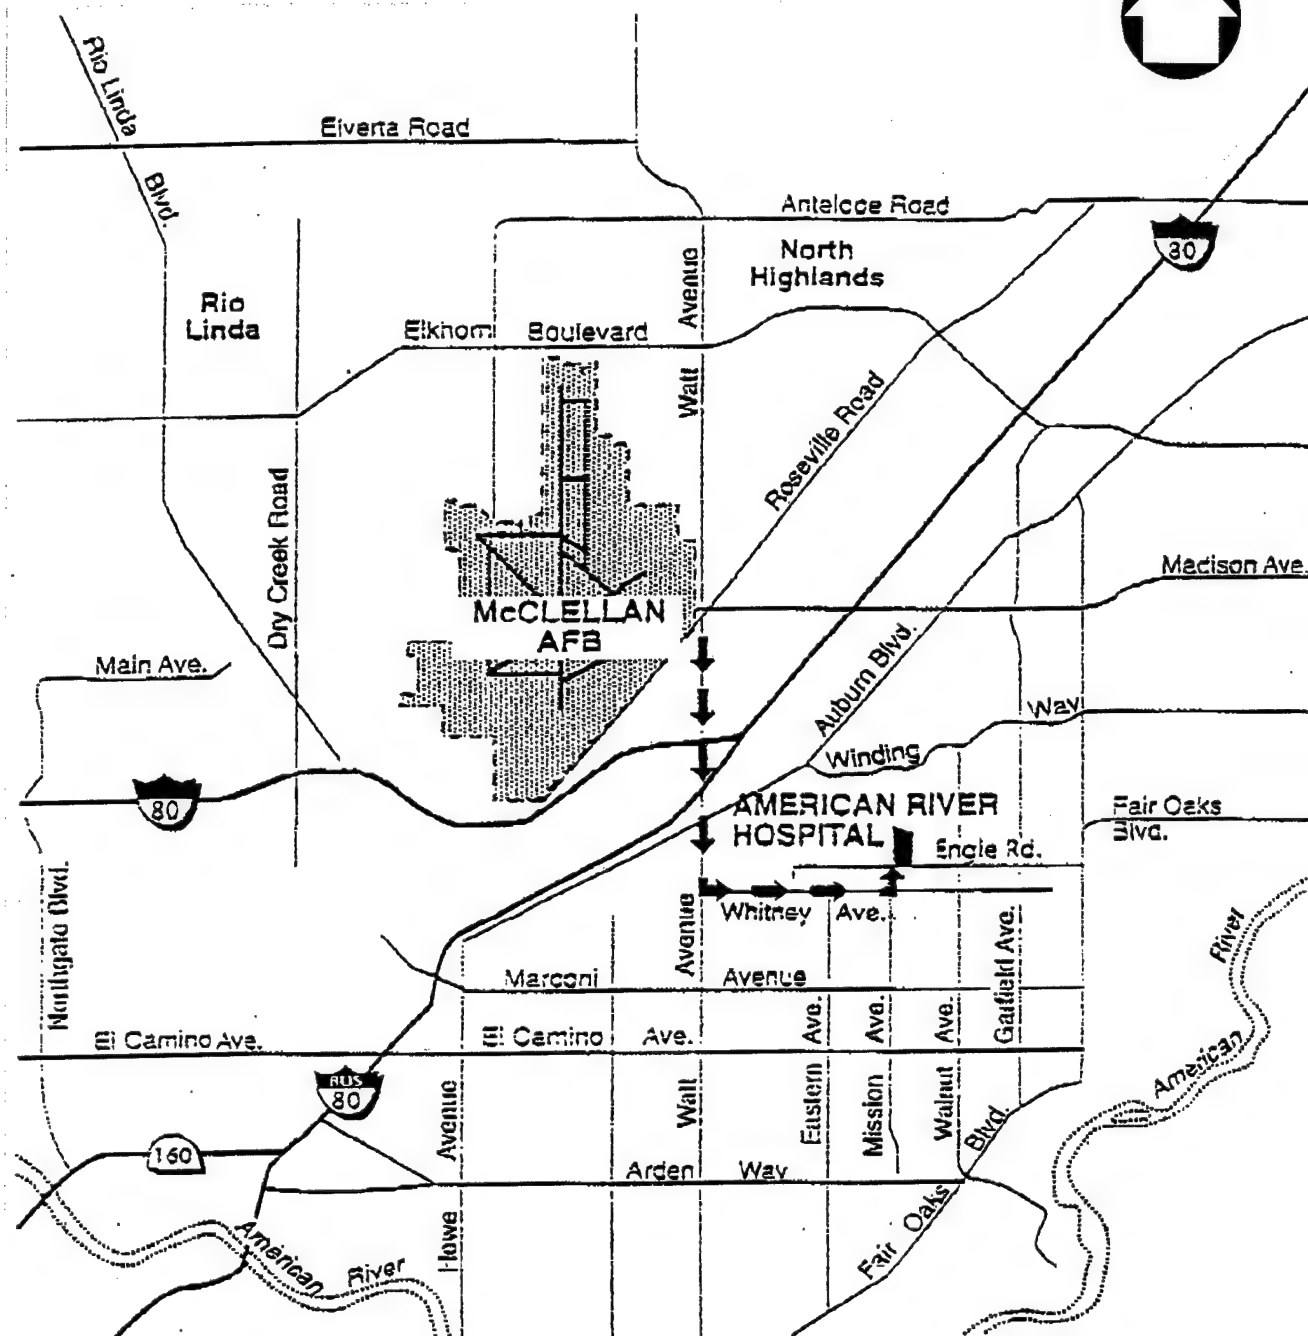 Rio Linda
Blvd.
Elverta Road
Antelope Road
80
North
Highlands
Avenue
Rio
Linda
Elkhorn Boulevard
Watt
Roseville Road
Dry Creek Road
Madison Ave.
McCLELLAN
AFB
Main Ave.
Auburn Blvd.
Way
Winding
80
AMERICAN RIVER
HOSPITAL
Fair Oaks
Blvd.
Engle Rd.
Northgate Blvd.
Whitney Ave.
Avenue
Garfield Ave.
River
Marconi Avenue
El Camino Ave.
El Camino Ave.
Ave.
Ave.
Ave.
American
BUS
80
Avenue
Watt
Eastern
Mission
Walnut
Blvd.
160
Arden Way
Howe
Fair Oaks
American River